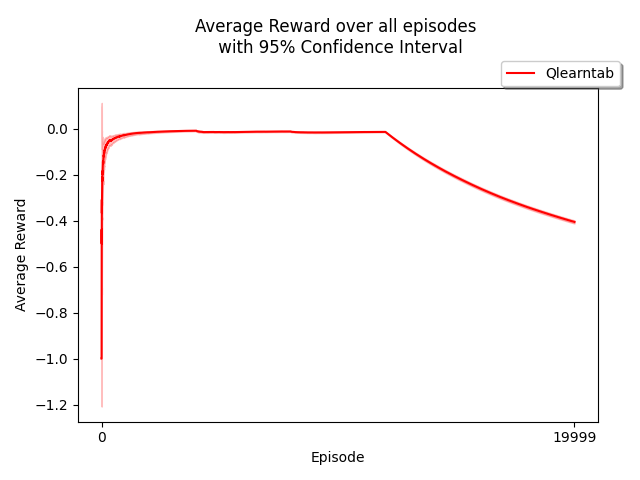 Average Reward over all episodes
with 95% Confidence Interval
Qlearntab
0.0
−0.2
−0.4
−0.6
−0.8
−1.0
−1.2
Average Reward
0
19999
Episode